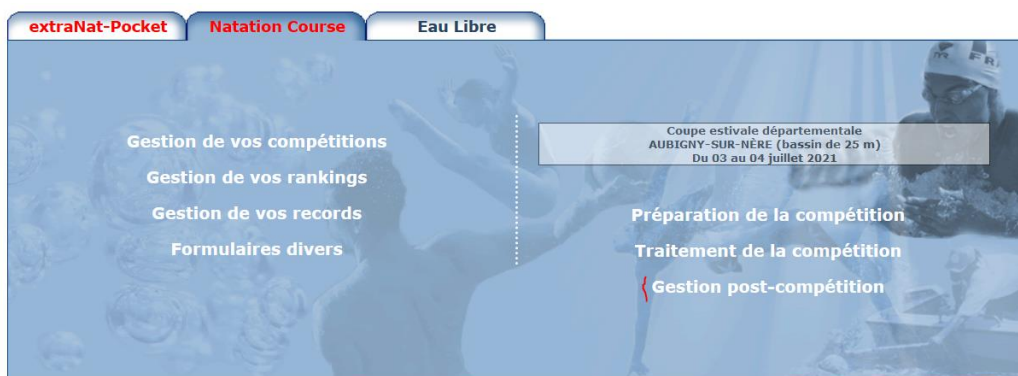 extraNat-Pocket
Natation Course
Eau Libre
Gestion de vos compétitions
Gestion de vos rankings
Gestion de vos records
Formulaires divers
Coupe estivale départementale
AUBIGNY-SUR-NÈRE (bassin de 25 m)
Du 03 au 04 juillet 2021
Préparation de la compétition
Traitement de la compétition
Gestion post-compétition